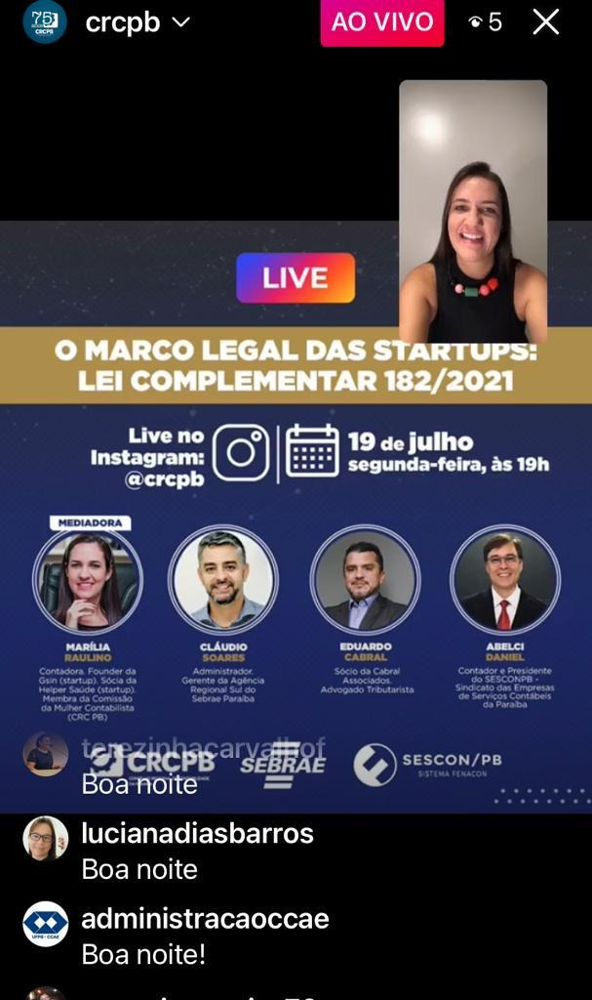 75
CRCPB
crcpb
AO VIVO
5
LIVE
O MARCO LEGAL DAS STARTUPS:
LEI COMPLEMENTAR 182/2021
Live no
Instagram:
@crcpb
19 de julho
segunda-feira, às 19h
MEDIADORA
MARÍLIA
RAULINO
Contadora. Founder da
Gsin (startup). Sócia da
Helper Saúde (startup).
Membra da Comissão
da Mulher Contabilista
(CRC PB)
CLÁUDIO
SOARES
Administrador.
Gerente da Agência
Regional Sul do
Sebrae Paraíba
EDUARDO
CABRAL
Sócio da Cabral
Associados.
Advogado Tributarista
ABELCI
DANIEL
Contador e Presidente
do SESCONPB -
Sindicato das Empresas
de Serviços Contábeis
da Paraíba
terezinhacarvalhof
Boa noite
CRCPB
SEBRAE
SESCON/PB
SISTEMA FENACON
lucianadiasbarros
Boa noite
administracaoccae
Boa noite!
UFPB - CCAE